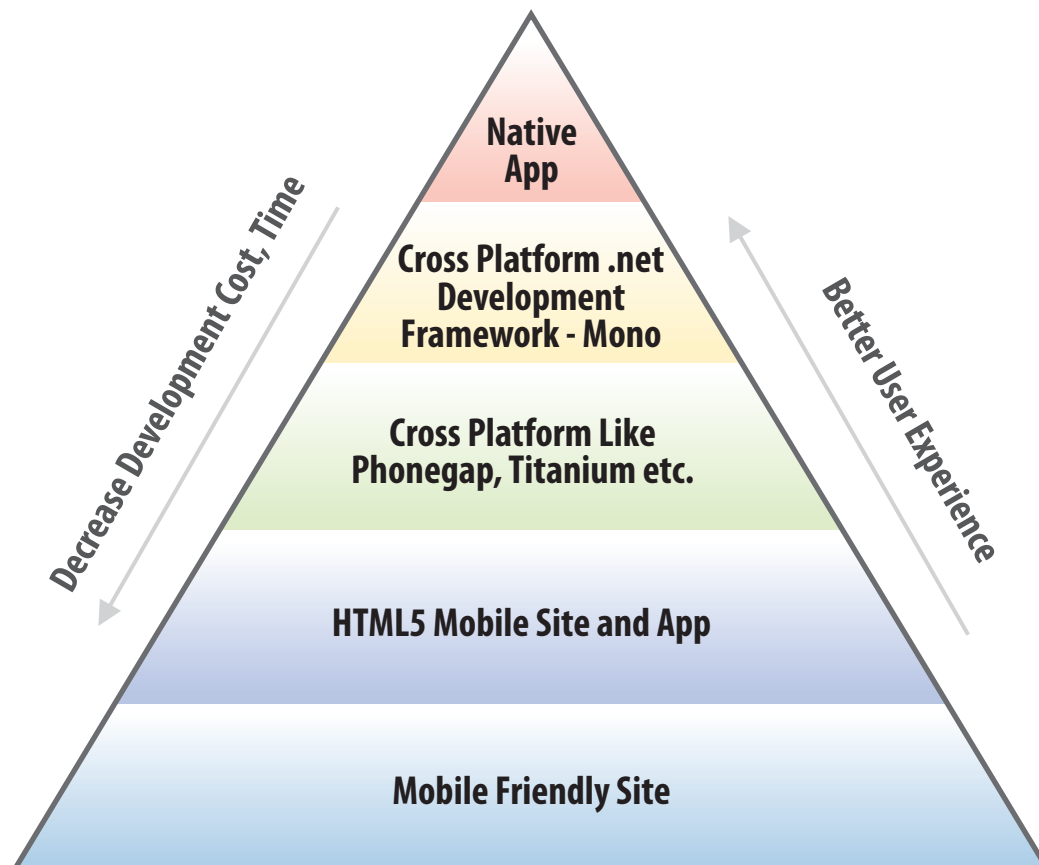 Native
App
Decrease Development Cost, Time
Cross Platform .net
Development
Framework - Mono
Better User Experience
Cross Platform Like
Phonegap, Titanium etc.
HTML5 Mobile Site and App
Mobile Friendly Site